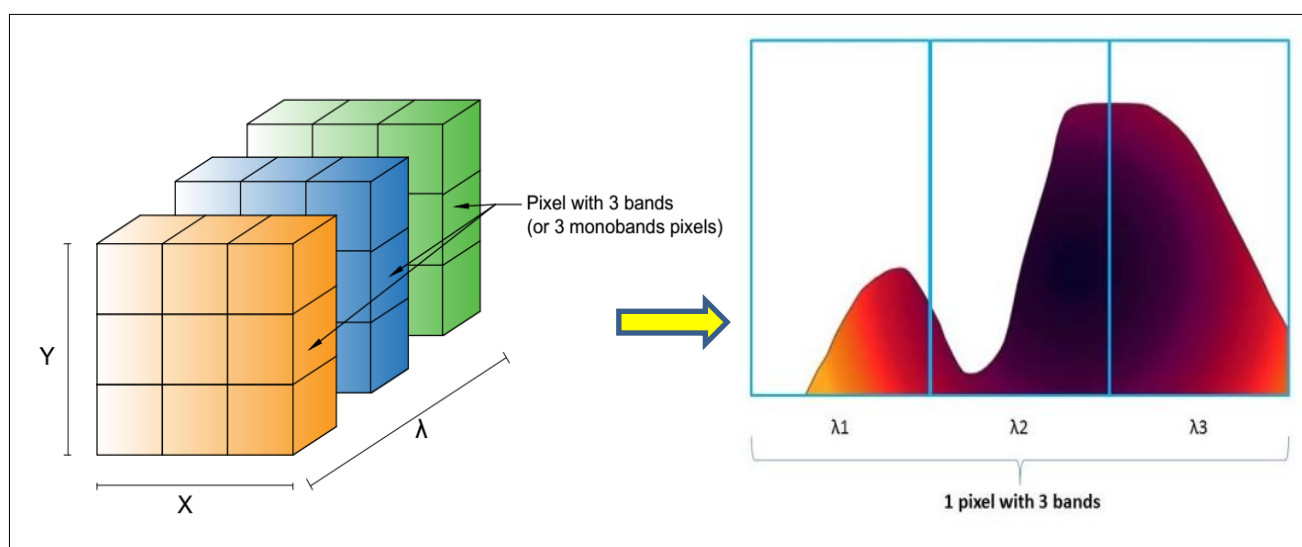 Pixel with 3 bands
(or 3 monobands pixels)
Y
X
λ
λ1
λ2
λ3
1 pixel with 3 bands